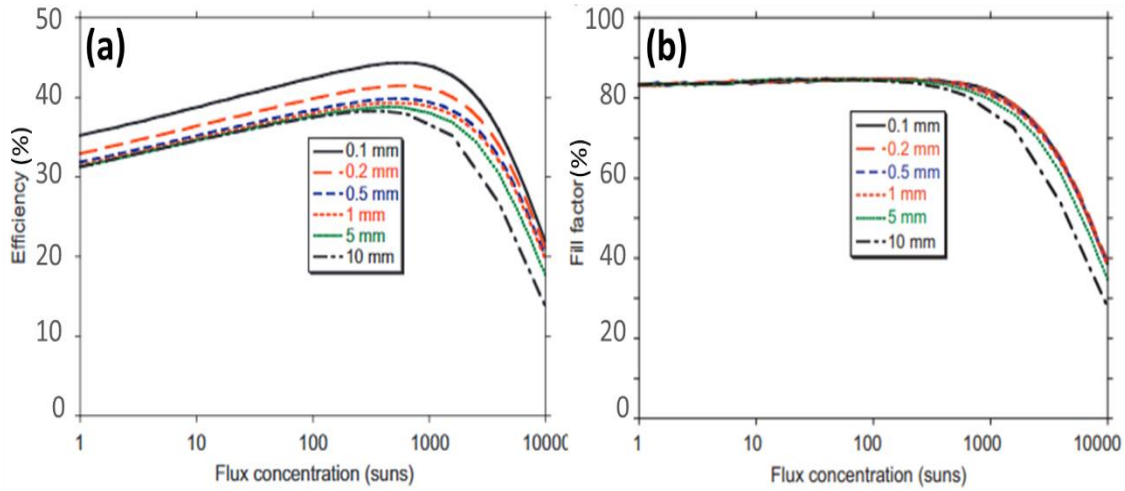 (a)
Efficiency (%)
50
40
30
20
10
0
0.1 mm
0.2 mm
0.5 mm
1 mm
5 mm
10 mm
1
10
100
1000
10000
Flux concentration (suns)
(b)
Fill factor (%)
100
80
60
40
20
0
0.1 mm
0.2 mm
0.5 mm
1 mm
5 mm
10 mm
1
10
100
1000
10000
Flux concentration (suns)